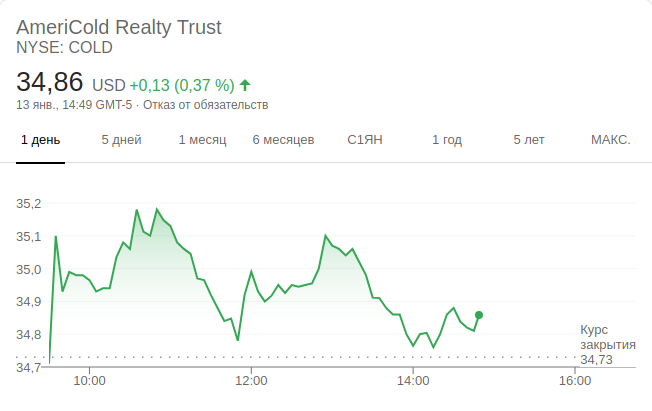 AmeriCold Realty Trust
NYSE: COLD
34,86 USD +0,13 (0,37 %)
13 янв., 14:49 GMT-5 · Отказ от обязательств
1 день 5 дней 1 месяц 6 месяцев С1ЯН 1 год 5 лет МАКС.
35,2
35,1
35,0
34,9
34,8
34,7
Курс
закрытия
34,73
10:00 12:00 14:00 16:00